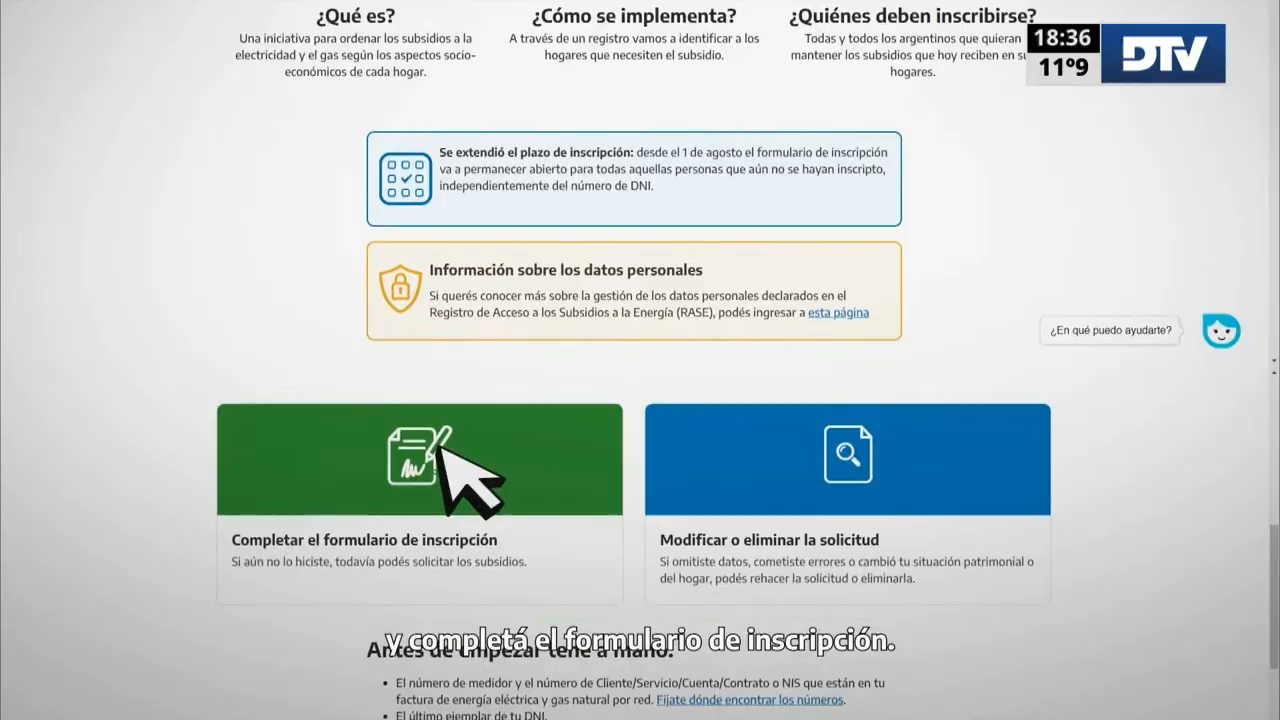 ¿Qué es?
Una iniciativa para ordenar los subsidios a la
electricidad y el gas según los aspectos socio-
económicos de cada hogar.
¿Cómo se implementa?
A través de un registro vamos a identificar a los
hogares que necesiten el subsidio.
¿Quiénes deben inscribirse?
Todas y todos los argentinos que quieran
mantener los subsidios que hoy reciben en
hogares.
18:36
11º9
DTV
Se extendió el plazo de inscripción: desde el 1 de agosto el formulario de inscripción
va a permanecer abierto para todas aquellas personas que aún no se hayan inscripto,
independientemente del número de DNI.
Información sobre los datos personales
Si querés conocer más sobre la gestión de los datos personales declarados en el
Registro de Acceso a los Subsidios a la Energía (RASE), podés ingresar a esta página
¿En qué puedo ayudarte?
Completar el formulario de inscripción
Si aún no lo hiciste, todavía podés solicitar los subsidios.
Modificar o eliminar la solicitud
Si omitiste datos, cometiste errores o cambió tu situación patrimonial o
del hogar, podés rehacer la solicitud o eliminarla.
y completá el formulario de inscripción.
Antes de empezar tené a mano:
• El número de medidor y el número de Cliente/Servicio/Cuenta/Contrato o NIS que están en tu
factura de energía eléctrica y gas natural por red. Fijate dónde encontrar los números.
• El último ejemplar de tu DNI.